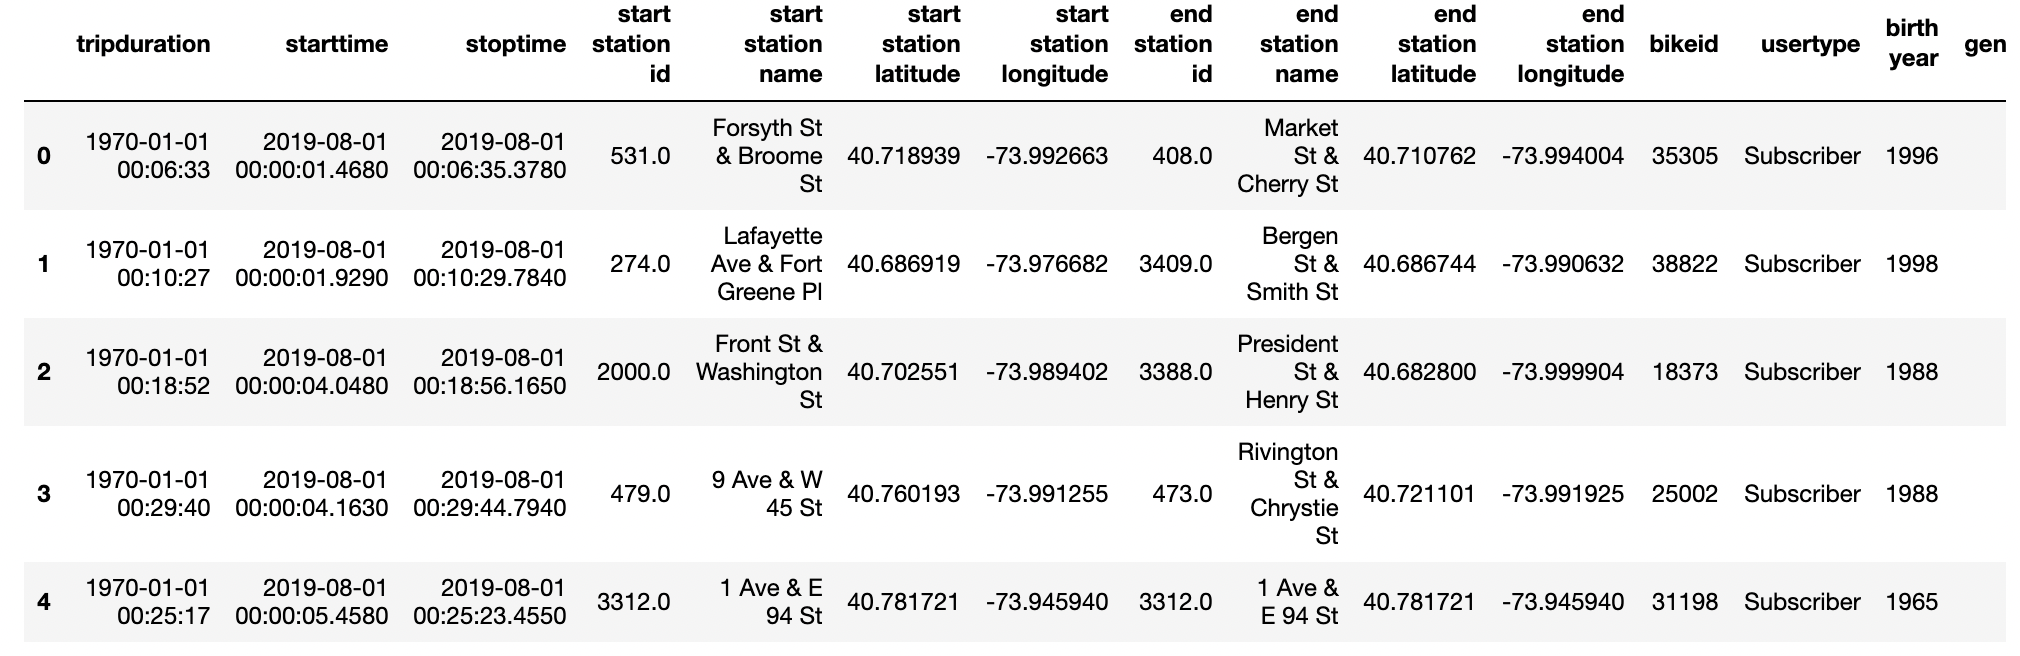 tripduration starttime stoptime start station id start station name start station latitude start station longitude end station id end station name end station latitude end station longitude bikeid usertype birth year gen
0 1970-01-01 00:06:33 2019-08-01 00:00:01.4680 2019-08-01 00:06:35.3780 531.0 Forsyth St & Broome St 40.718939 -73.992663 408.0 Market St & Cherry St 40.710762 -73.994004 35305 Subscriber 1996
1 1970-01-01 00:10:27 2019-08-01 00:00:01.9290 2019-08-01 00:10:29.7840 274.0 Lafayette Ave & Fort Greene Pl 40.686919 -73.976682 3409.0 Bergen St & Smith St 40.686744 -73.990632 38822 Subscriber 1998
2 1970-01-01 00:18:52 2019-08-01 00:00:04.0480 2019-08-01 00:18:56.1650 2000.0 Front St & Washington St 40.702551 -73.989402 3388.0 President St & Henry St 40.682800 -73.999904 18373 Subscriber 1988
3 1970-01-01 00:29:40 2019-08-01 00:00:04.1630 2019-08-01 00:29:44.7940 479.0 9 Ave & W 45 St 40.760193 -73.991255 473.0 Rivington St & Chrystie St 40.721101 -73.991925 25002 Subscriber 1988
4 1970-01-01 00:25:17 2019-08-01 00:00:05.4580 2019-08-01 00:25:23.4550 3312.0 1 Ave & E 94 St 40.781721 -73.945940 3312.0 1 Ave & E 94 St 40.781721 -73.945940 31198 Subscriber 1965